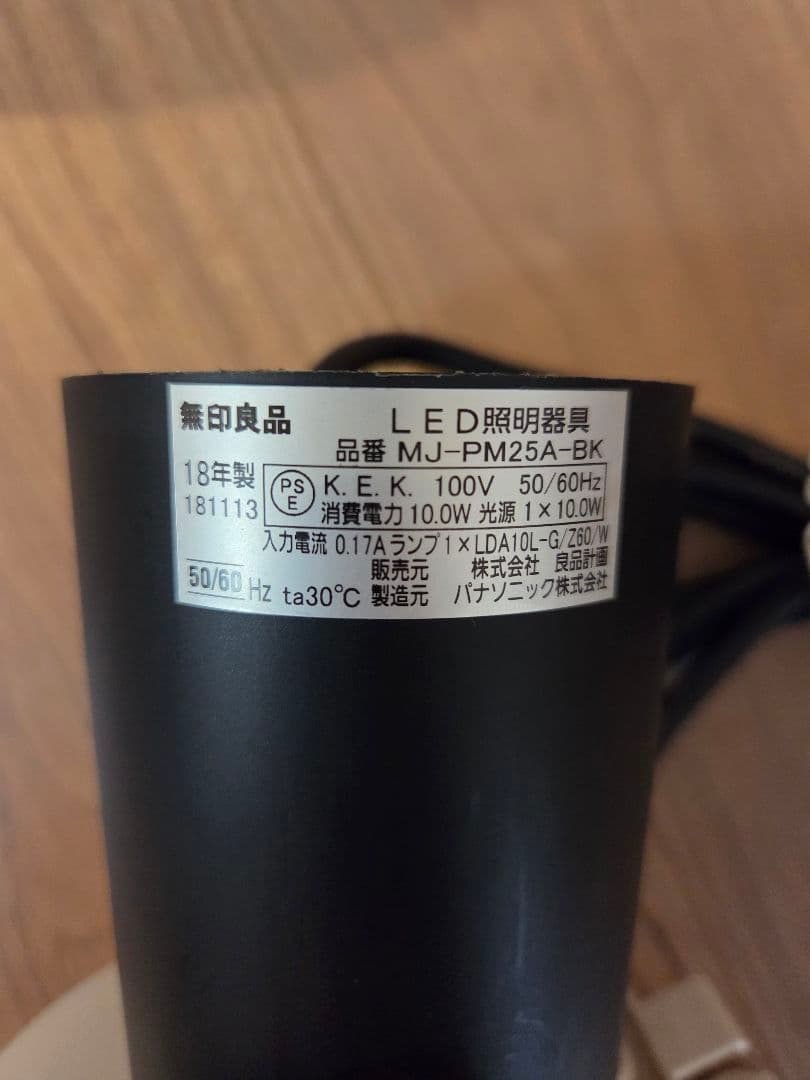 無印良品
LED照明器具
品番 MJ-PM25A-BK
18年製
181113
PS
E
K.E.K. 100V 50/60Hz
消費電力10.0W 光源 1×10.0W
入力電流 0.17A ランプ1×LDA10L-G/Z60/W
販売元 株式会社 良品計画
50/60 Hz ta30℃ 製造元 パナソニック株式会社